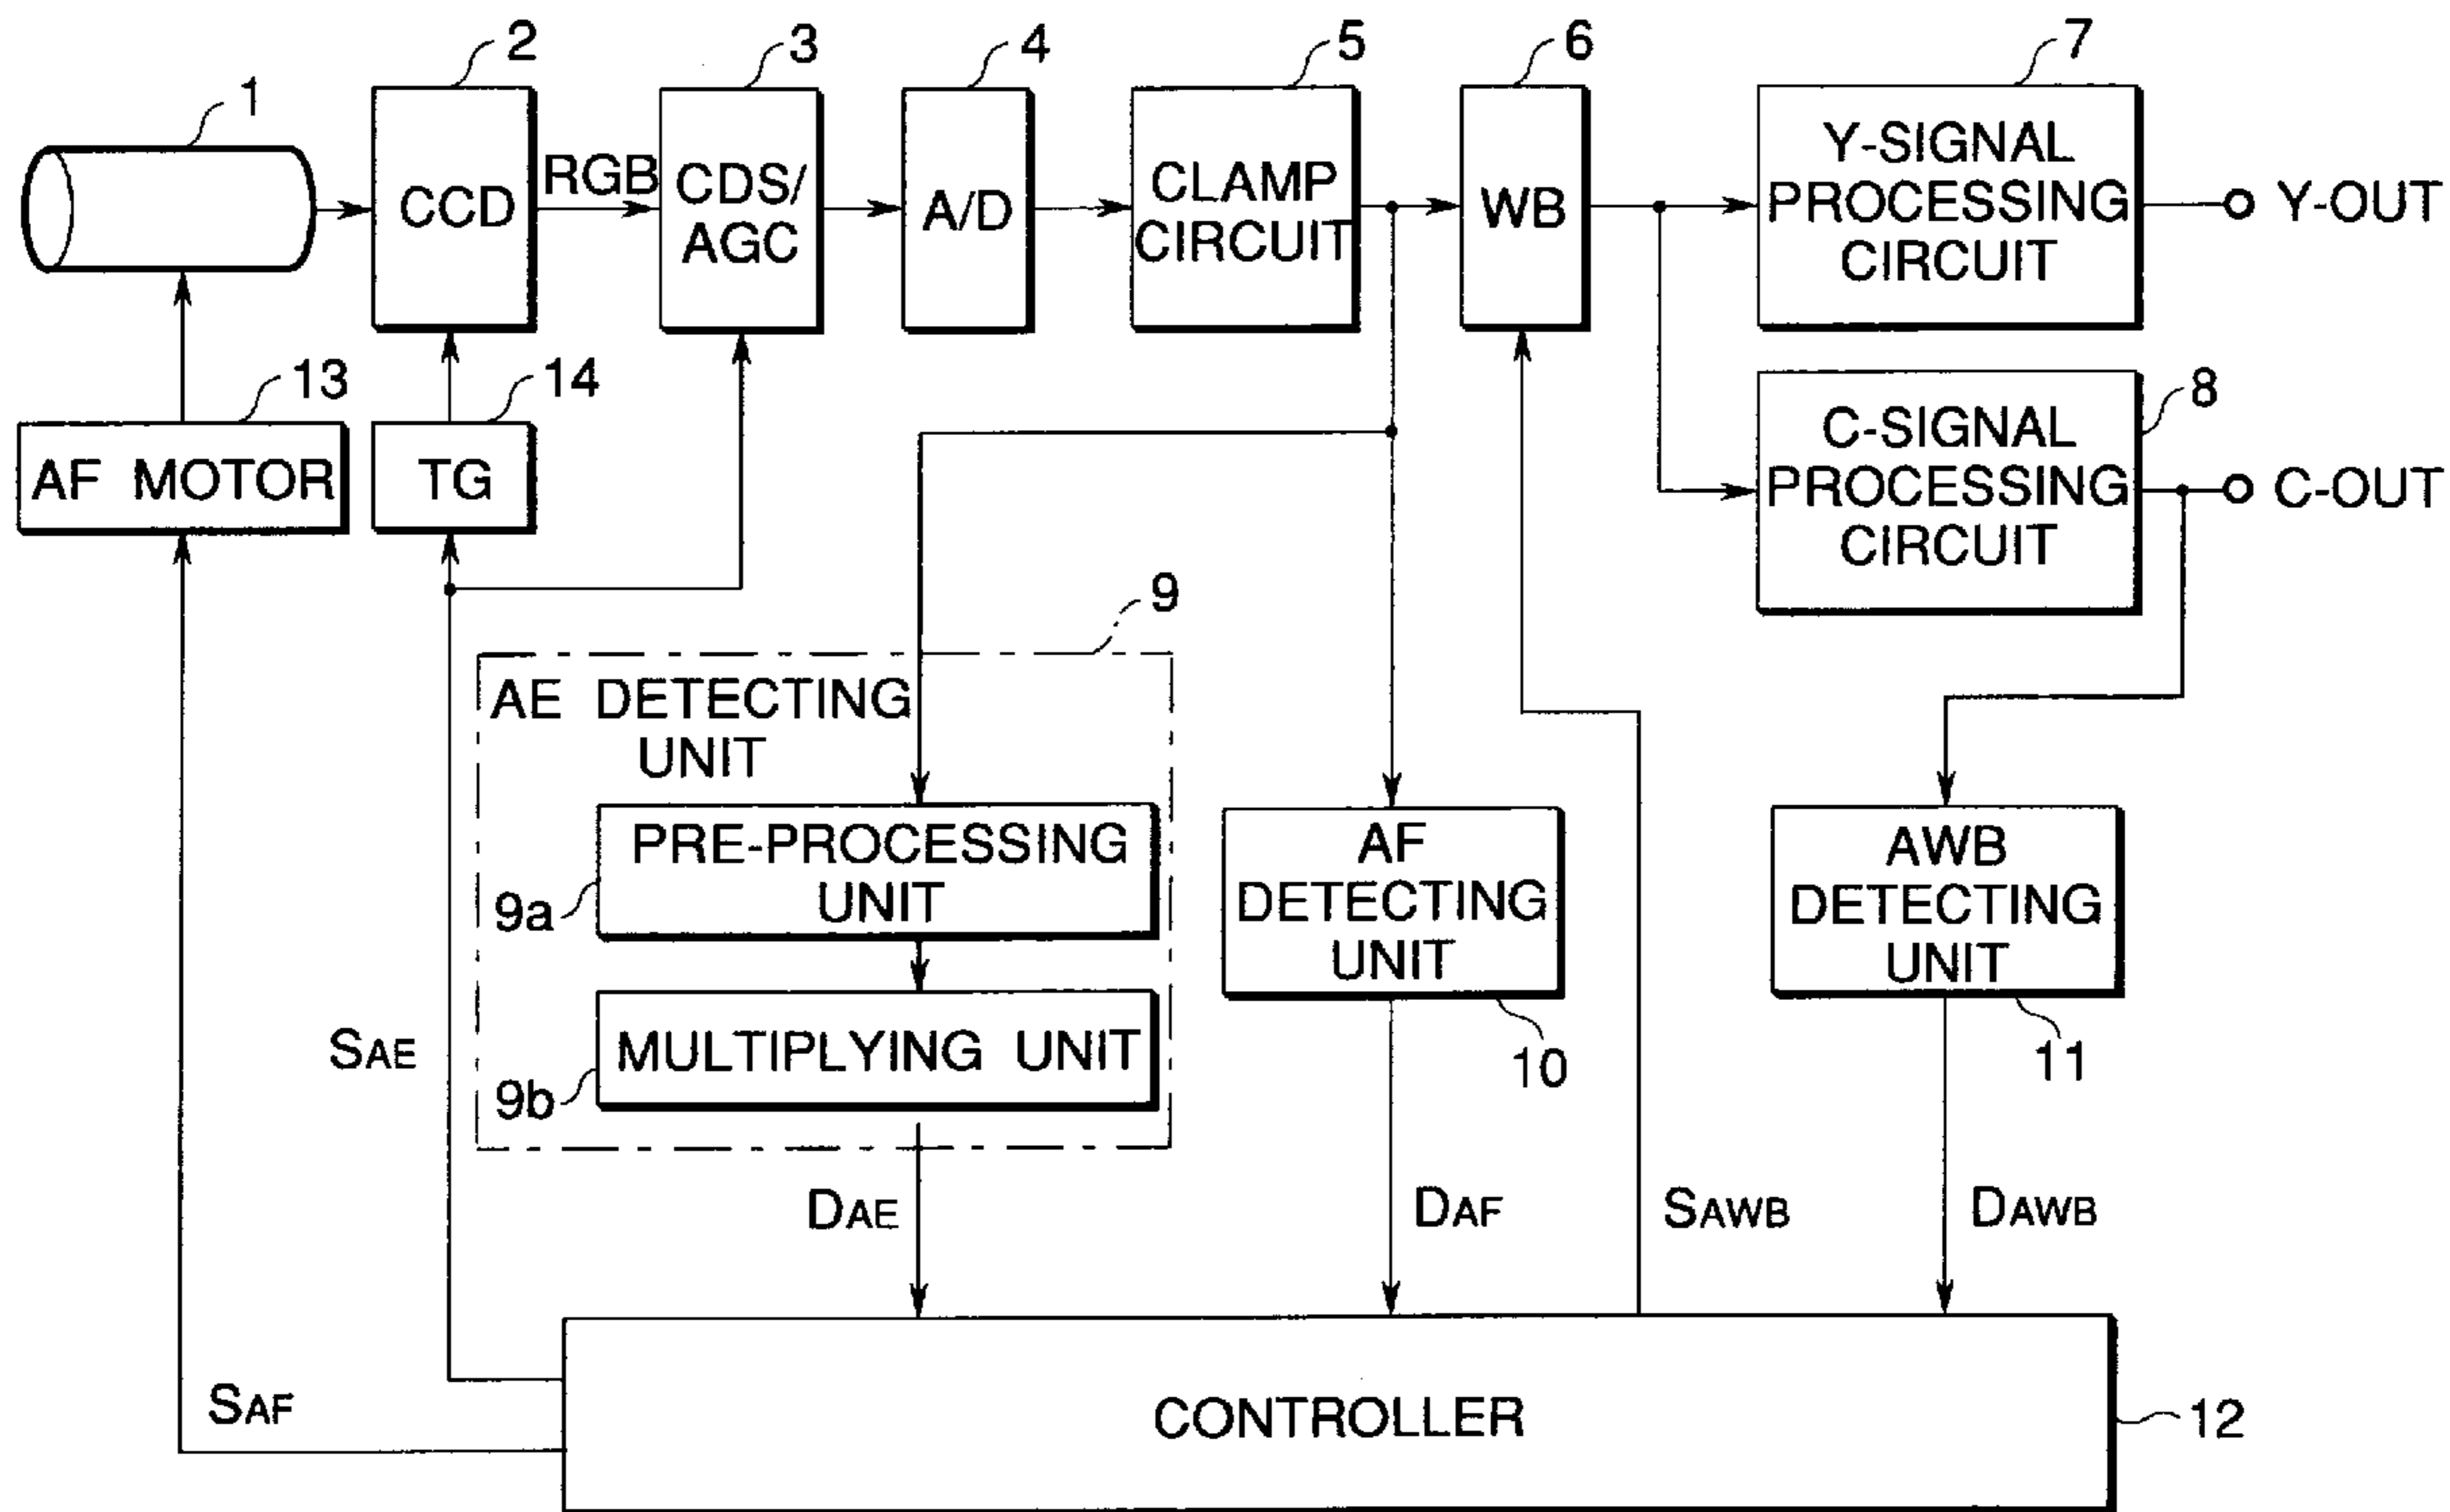 1
2
3
4
5
6
7
CCD
RGB
CDS/
AGC
A/D
CLAMP
CIRCUIT
WB
Y-SIGNAL
PROCESSING
CIRCUIT
Y-OUT
13
14
8
AF MOTOR
TG
C-SIGNAL
PROCESSING
CIRCUIT
C-OUT
9
AE DETECTING
UNIT
PRE-PROCESSING
UNIT
9a
MULTIPLYING UNIT
9b
AF
DETECTING
UNIT
10
AWB
DETECTING
UNIT
11
SAE
DAE
DAF
SAWB
DAWB
SAF
CONTROLLER
12